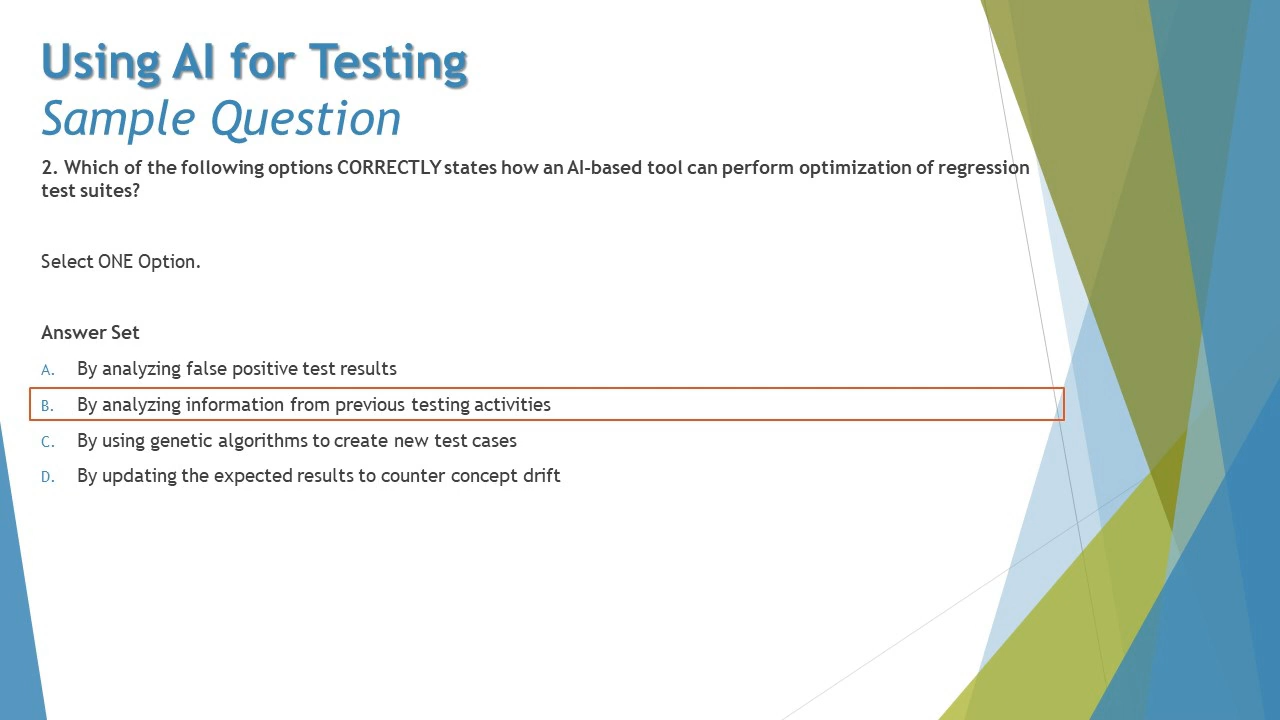 Using AI for Testing
Sample Question
2. Which of the following options CORRECTLY states how an AI-based tool can perform optimization of regression
test suites?
Select ONE Option.
Answer Set
A. By analyzing false positive test results
B. By analyzing information from previous testing activities
C. By using genetic algorithms to create new test cases
D. By updating the expected results to counter concept drift